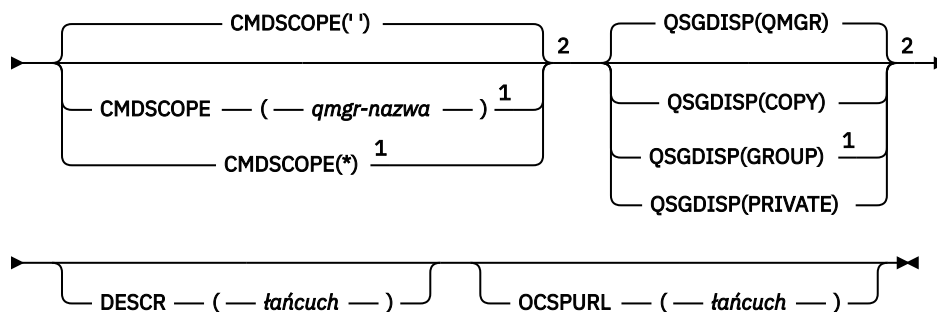 CMDSCOPE(' ')
2
CMDSCOPE ( qmgr-nazwa ) 1
CMDSCOPE(*) 1
QSGDISP(QMGR)
2
QSGDISP(COPY)
QSGDISP(GROUP) 1
QSGDISP(PRIVATE)
DESCR ( łańcuch )
OCSPURL ( łańcuch )